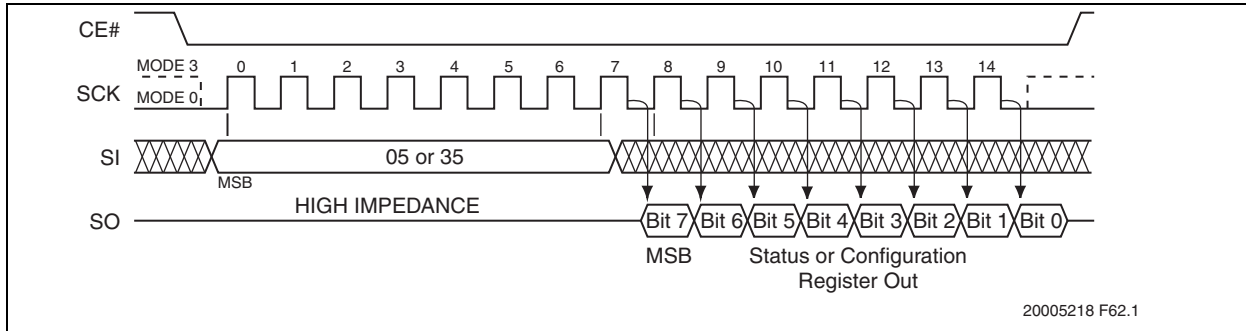 CE#
MODE 3 0 1 2 3 4 5 6 7 8 9 10 11 12 13 14
SCK
MODE 0
SI 05 or 35
MSB
HIGH IMPEDANCE
SO Bit 7 Bit 6 Bit 5 Bit 4 Bit 3 Bit 2 Bit 1 Bit 0
MSB Status or Configuration
Register Out
20005218 F62.1